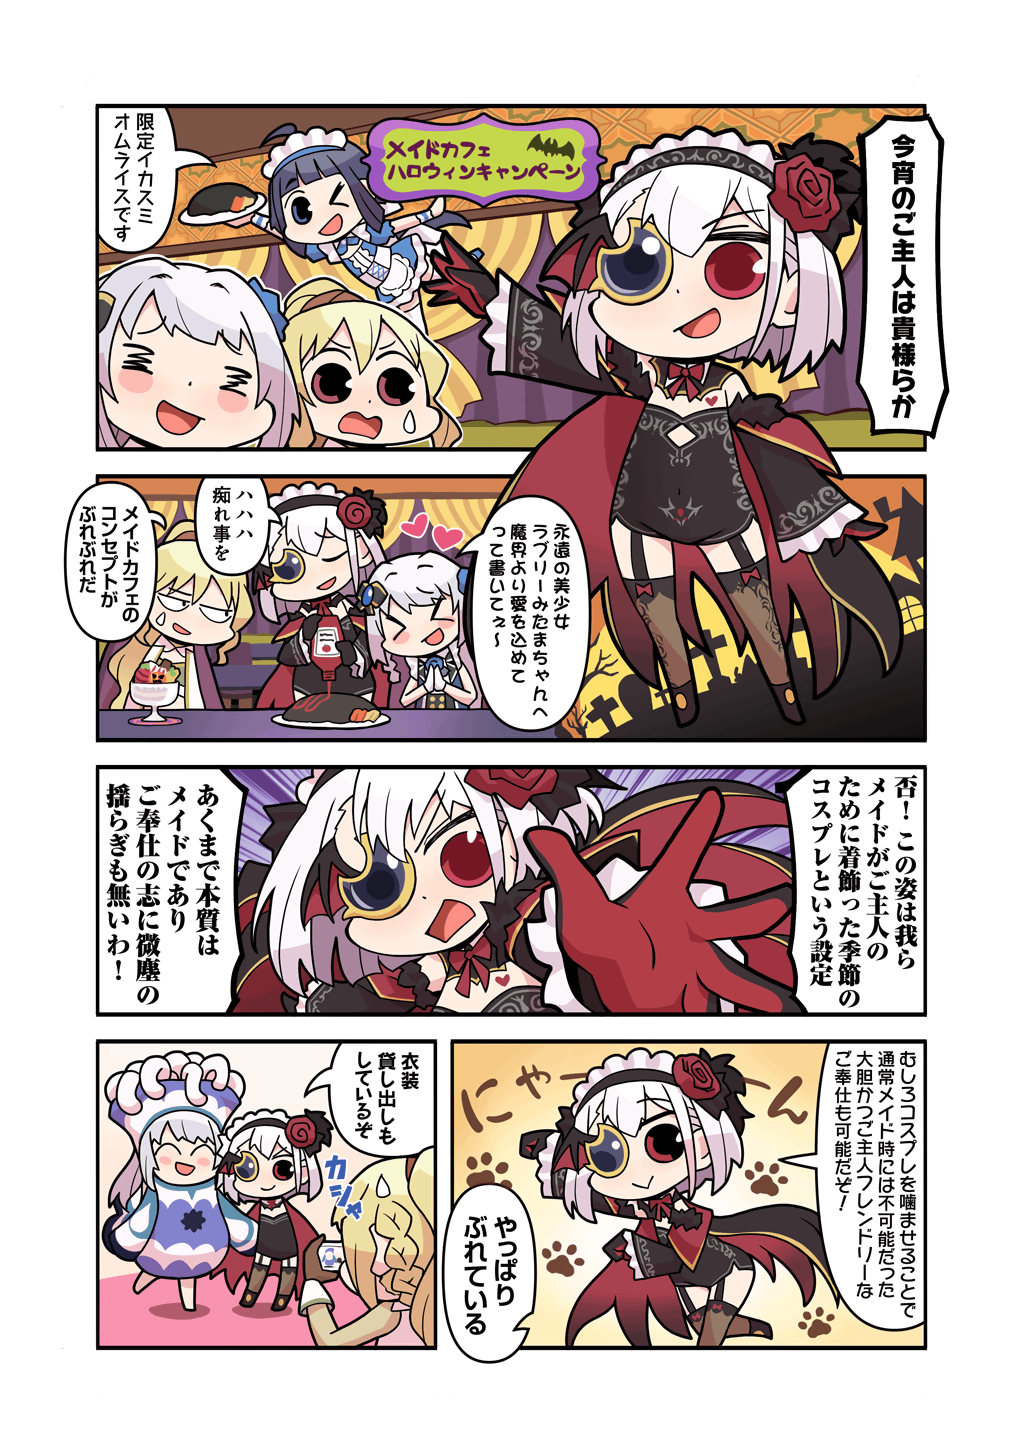 今宵のご主人は貴様らか
メイドカフェ
ハロウィンキャンペーン
限定イカスミ
オムライスです
永遠の美少女
ラブリーみたまちゃんへ
魔界より愛を込めて
って書いてぇ〜
ハハハ
痴れ事を
メイドカフェの
コンセプトが
ぶれぶれだ
否！この姿は我ら
メイドがご主人の
ために着飾った季節の
コスプレという設定
あくまで本質は
メイドであり
ご奉仕の志に微塵の
揺らぎも無いわ！
むしろコスプレを噛ませることで
通常メイド時には不可能だった
大胆かつご主人フレンドリーな
ご奉仕も可能だぞ！
にゃーーん
やっぱり
ぶれている
衣装
貸し出しも
しているぞ
カシャ